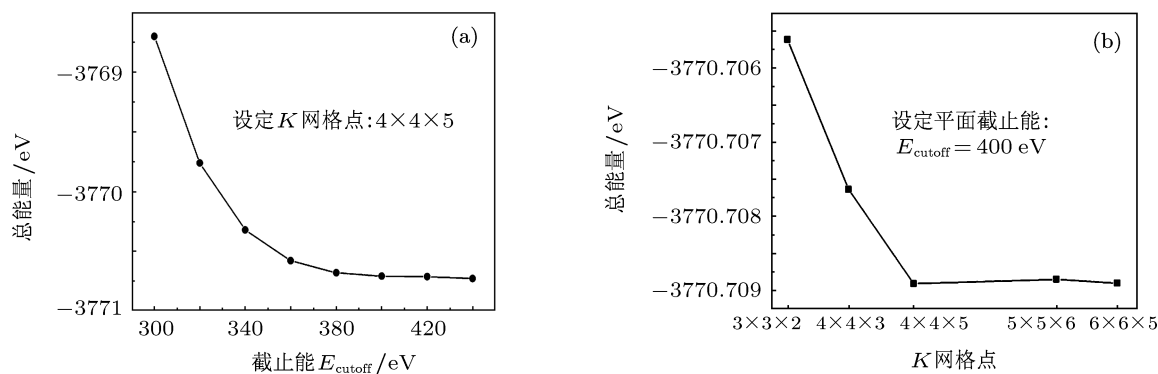 (a)
−3769
−3770
−3771
总能量/eV
设定K网格点:4×4×5
300 340 380 420
截止能Ecutoff/eV
(b)
−3770.706
−3770.707
−3770.708
−3770.709
总能量/eV
设定平面截止能:
Ecutoff=400 eV
3×3×2 4×4×3 4×4×5 5×5×6 6×6×5
K网格点